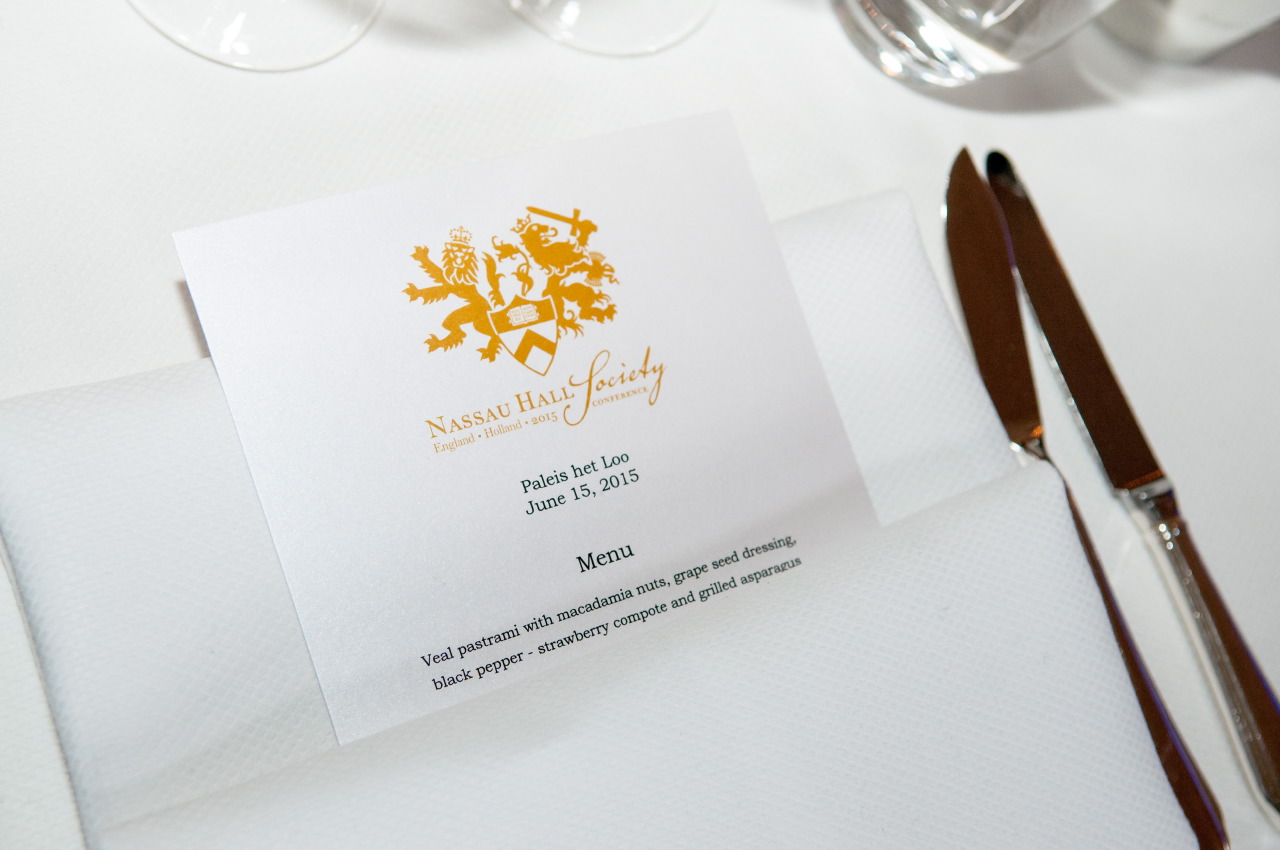 Nassau Hall Society
CONFERENCE
England • Holland • 2015
Paleis het Loo
June 15, 2015
Menu
Veal pastrami with macadamia nuts, grape seed dressing,
black pepper - strawberry compote and grilled asparagus